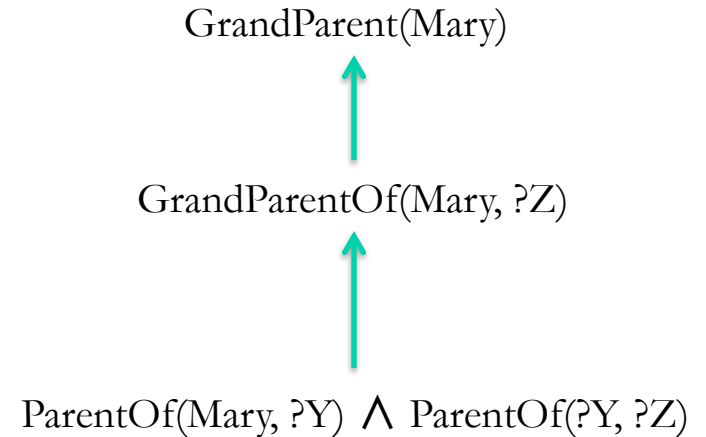 GrandParent(Mary)
GrandParentOf(Mary, ?Z)
ParentOf(Mary, ?Y) ∧ ParentOf(?Y, ?Z)